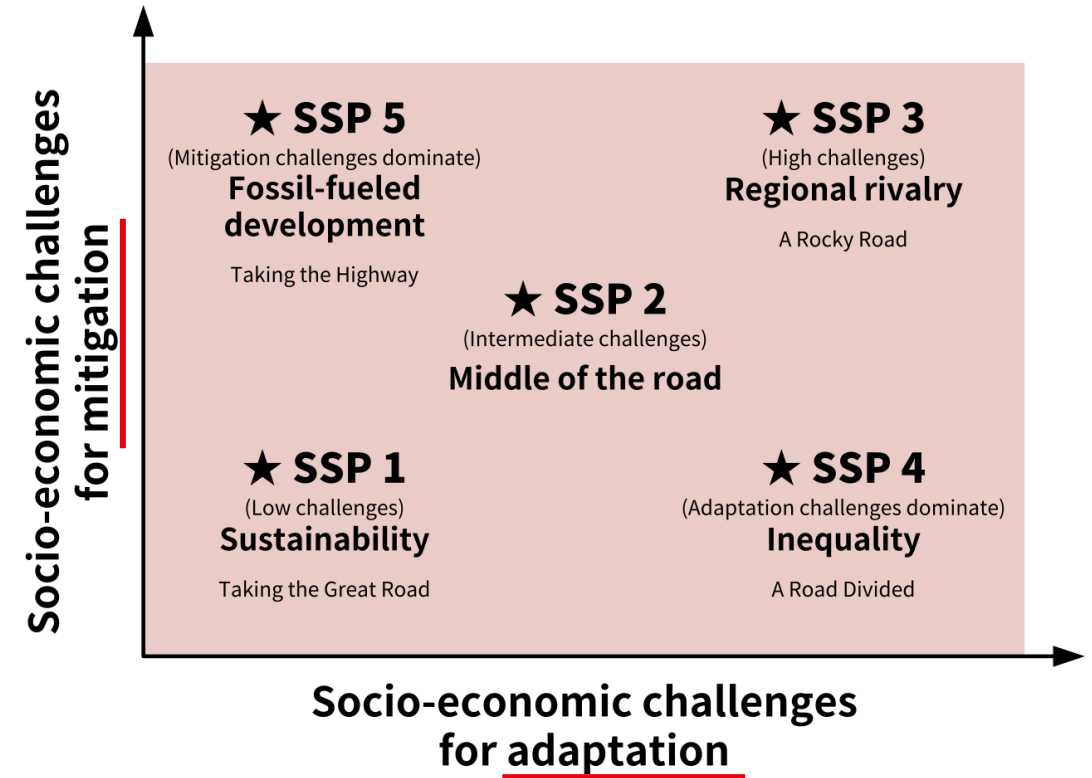 Socio-economic challenges
for mitigation
★ SSP 5
(Mitigation challenges dominate)
Fossil-fueled
development
Taking the Highway
★ SSP 3
(High challenges)
Regional rivalry
A Rocky Road
★ SSP 2
(Intermediate challenges)
Middle of the road
★ SSP 1
(Low challenges)
Sustainability
Taking the Great Road
★ SSP 4
(Adaptation challenges dominate)
Inequality
A Road Divided
Socio-economic challenges
for adaptation